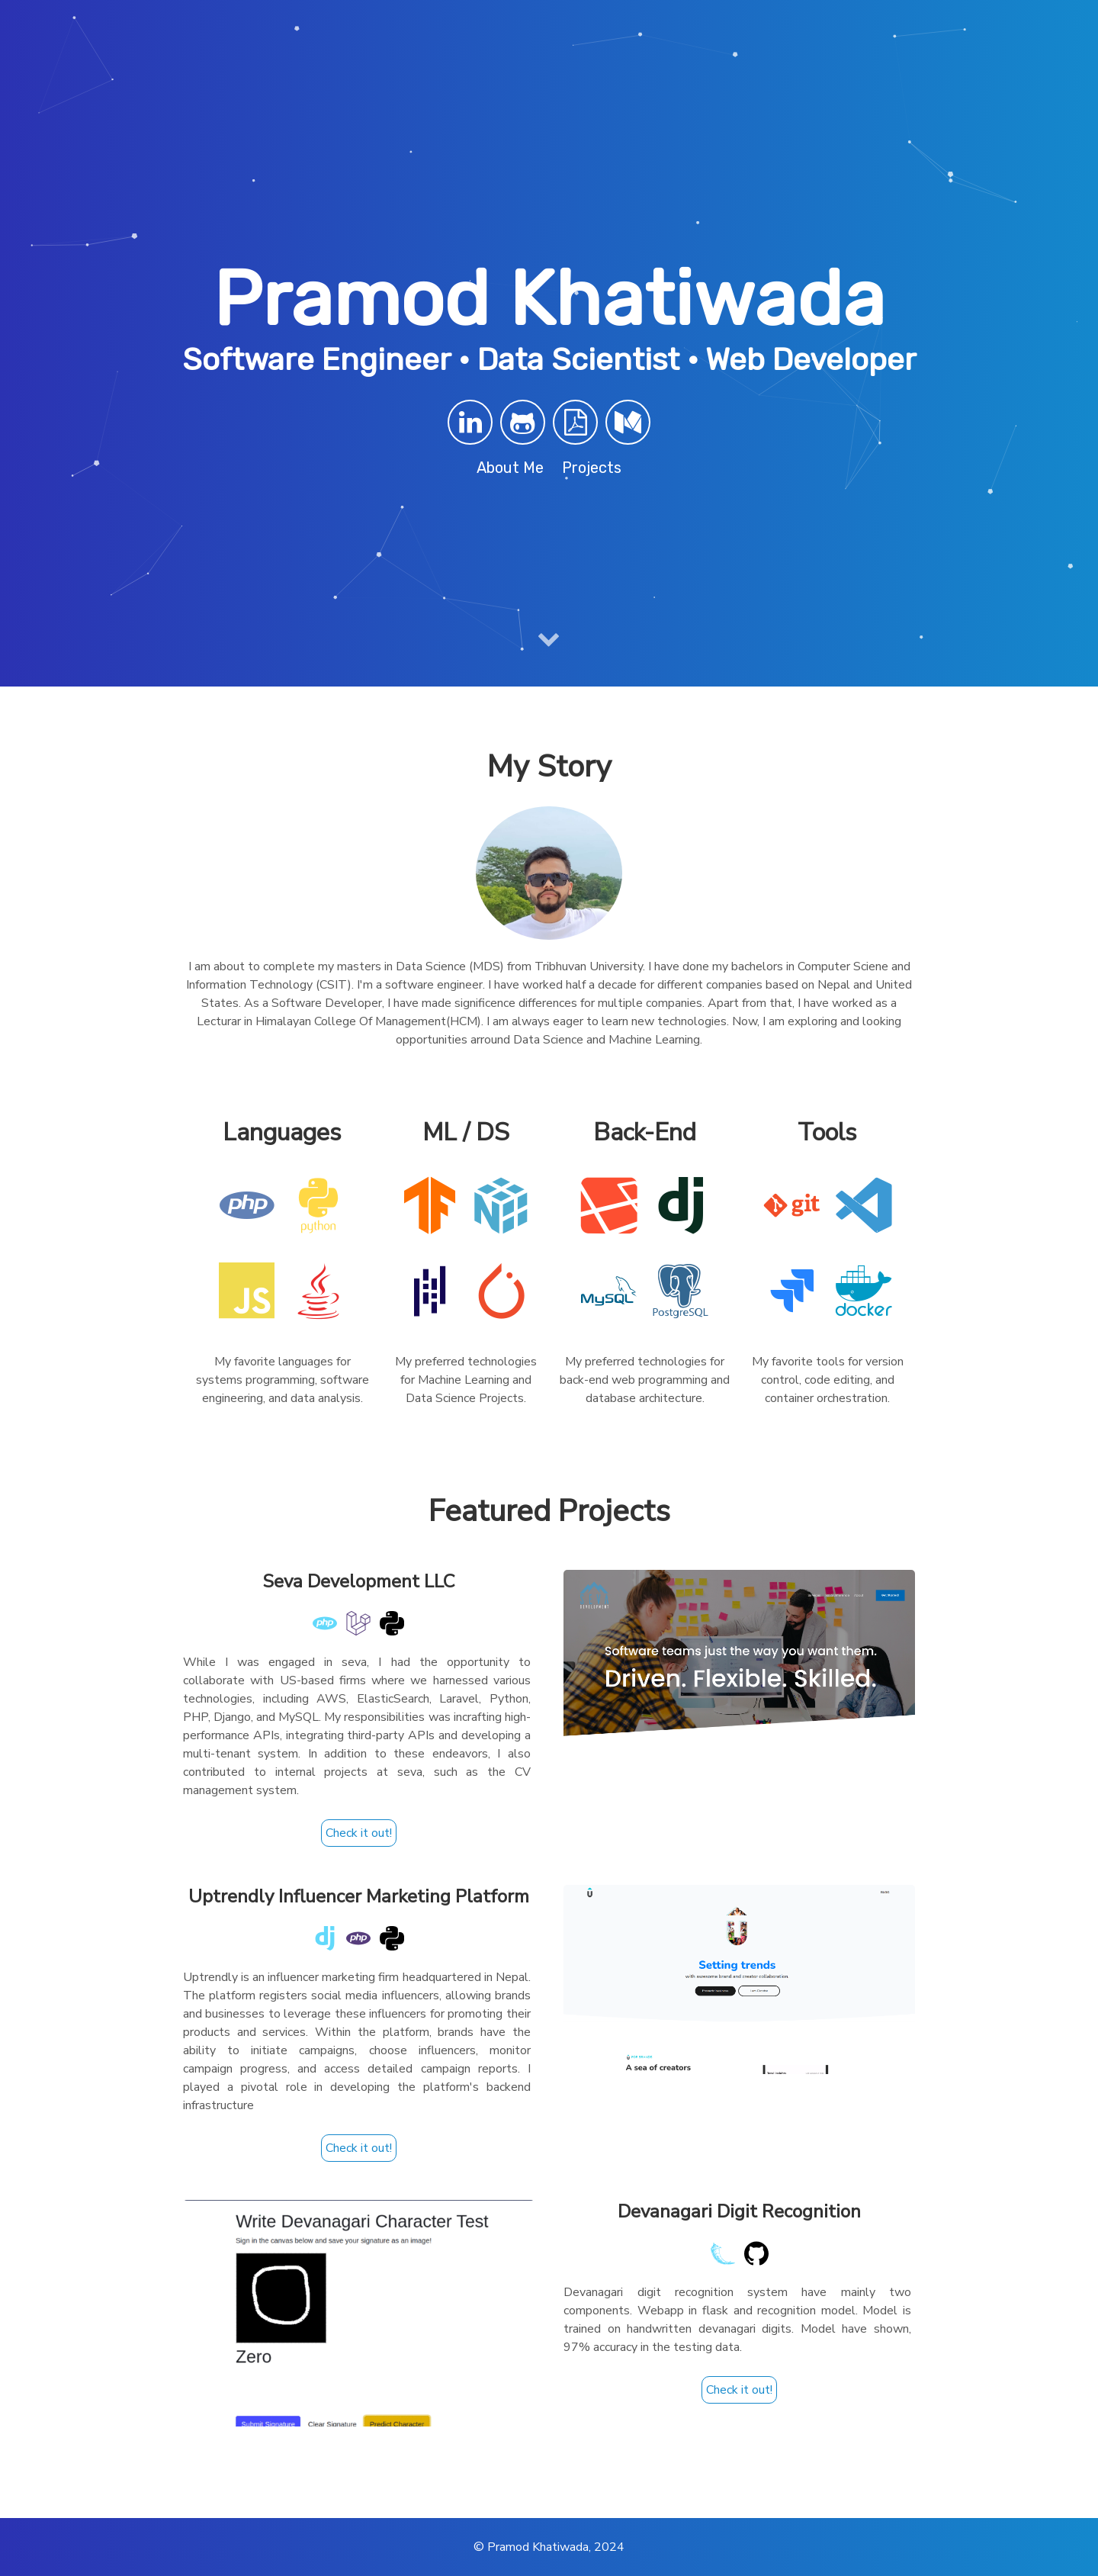 Pramod Khatiwada
Software Engineer • Data Scientist • Web Developer
in
About Me Projects
My Story
I am about to complete my masters in Data Science (MDS) from Tribhuvan University. I have done my bachelors in Computer Sciene and
Information Technology (CSIT). I'm a software engineer. I have worked half a decade for different companies based on Nepal and United
States. As a Software Developer, I have made significence differences for multiple companies. Apart from that, I have worked as a
Lecturar in Himalayan College Of Management(HCM). I am always eager to learn new technologies. Now, I am exploring and looking
opportunities arround Data Science and Machine Learning.
Languages
php
python
JS
Java
My favorite languages for
systems programming, software
engineering, and data analysis.
ML / DS
My preferred technologies
for Machine Learning and
Data Science Projects.
Back-End
dj
MySQL
PostgreSQL
My preferred technologies for
back-end web programming and
database architecture.
Tools
git
docker
My favorite tools for version
control, code editing, and
container orchestration.
Featured Projects
Seva Development LLC
php
While I was engaged in seva, I had the opportunity to
collaborate with US-based firms where we harnessed various
technologies, including AWS, ElasticSearch, Laravel, Python,
PHP, Django, and MySQL. My responsibilities was incrafting high-
performance APIs, integrating third-party APIs and developing a
multi-tenant system. In addition to these endeavors, I also
contributed to internal projects at seva, such as the CV
management system.
Check it out!
DEVELOPMENT
Software teams just the way you want them.
Driven. Flexible. Skilled.
Uptrendly Influencer Marketing Platform
dj php
Uptrendly is an influencer marketing firm headquartered in Nepal.
The platform registers social media influencers, allowing brands
and businesses to leverage these influencers for promoting their
products and services. Within the platform, brands have the
ability to initiate campaigns, choose influencers, monitor
campaign progress, and access detailed campaign reports. I
played a pivotal role in developing the platform's backend
infrastructure
Check it out!
Setting trends
with awesome brand and creator collaboration
A sea of creators
Write Devanagari Character Test
Sign in the canvas below and save your signature as an image!
Zero
Submit Signature Clear Signature Predict Character
Devanagari Digit Recognition
Devanagari digit recognition system have mainly two
components. Webapp in flask and recognition model. Model is
trained on handwritten devanagari digits. Model have shown,
97% accuracy in the testing data.
Check it out!
© Pramod Khatiwada, 2024